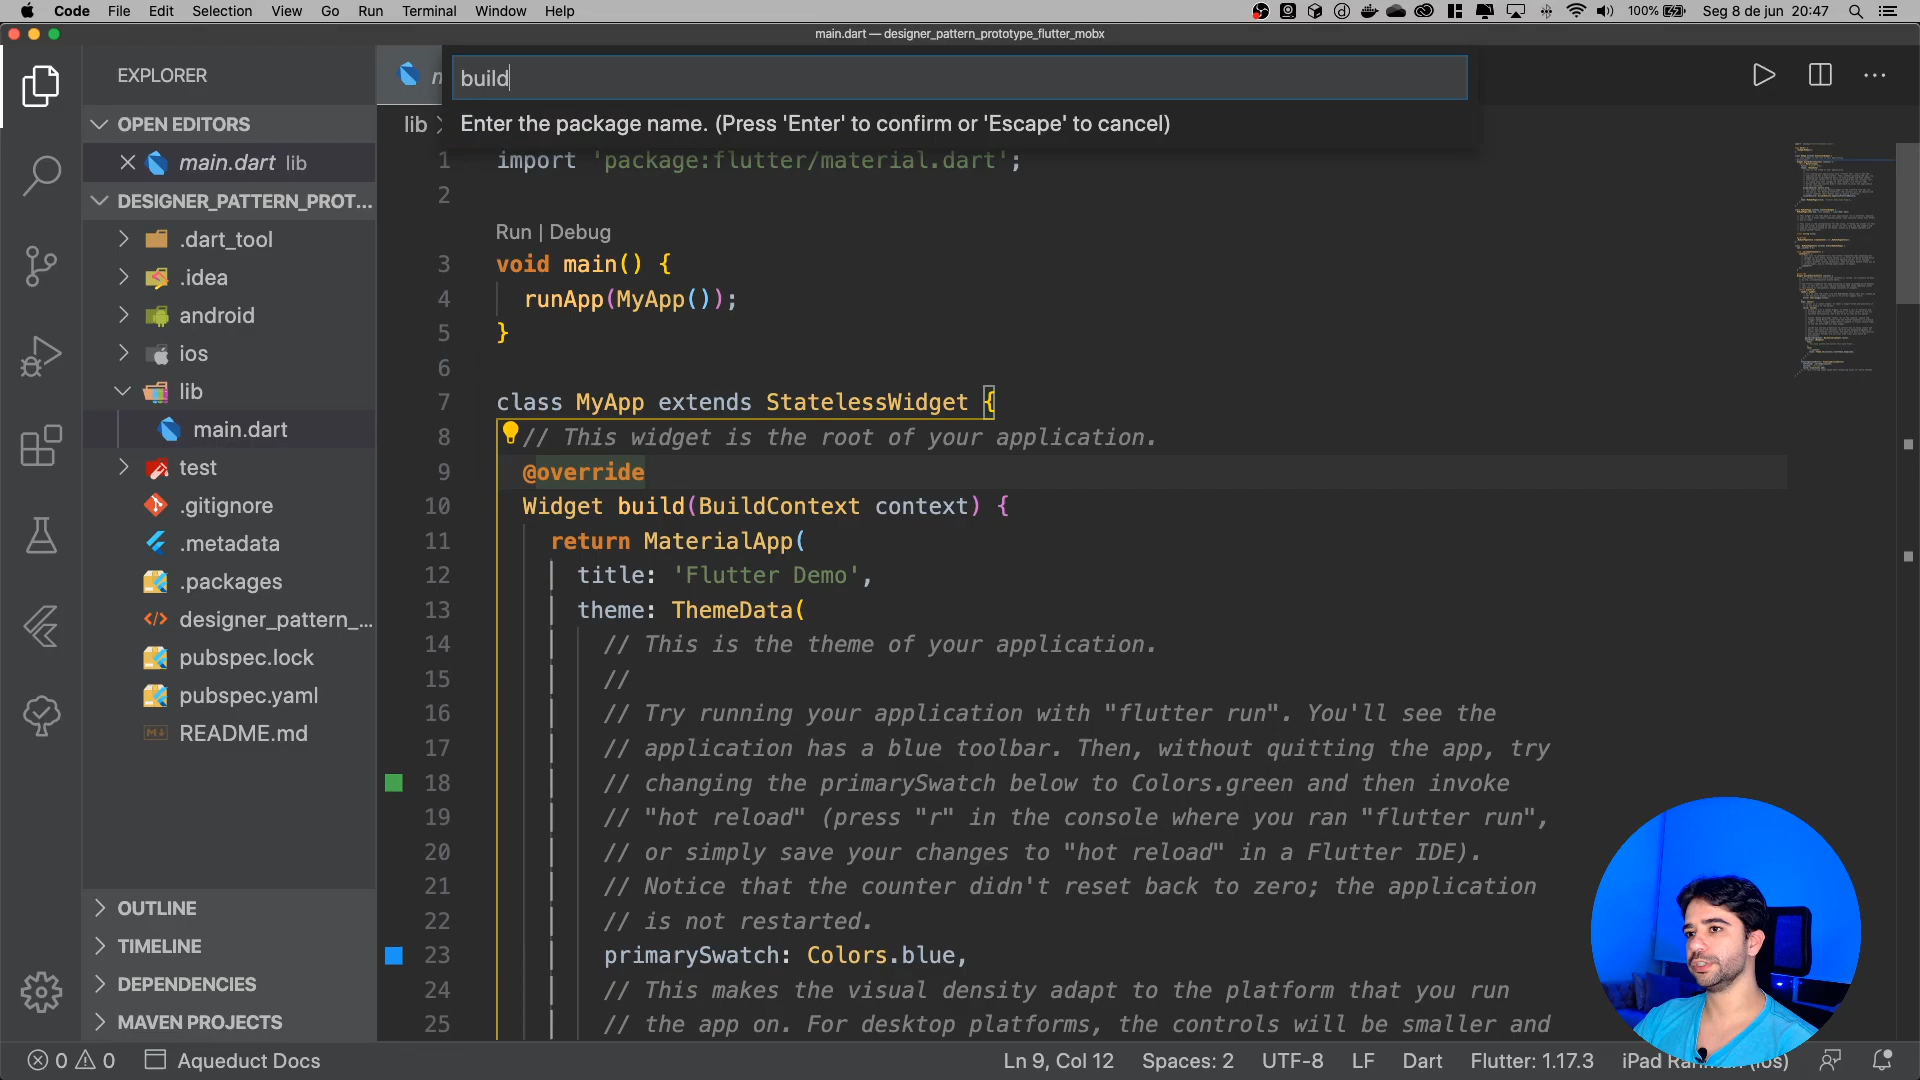 Code File Edit Selection View Go Run Terminal Window Help 100% Seg 8 de jun 20:47
main.dart — designer_pattern_prototype_flutter_mobx
EXPLORER
build
Enter the package name. (Press 'Enter' to confirm or 'Escape' to cancel)
OPEN EDITORS
main.dart lib
DESIGNER_PATTERN_PROT...
.dart_tool
.idea
android
ios
lib
main.dart
test
.gitignore
.metadata
.packages
designer_pattern_...
pubspec.lock
pubspec.yaml
README.md
OUTLINE
TIMELINE
DEPENDENCIES
MAVEN PROJECTS
lib
1 import 'package:flutter/material.dart';
2
Run | Debug
3 void main() {
4 runApp(MyApp());
5 }
6
7 class MyApp extends StatelessWidget {
8 // This widget is the root of your application.
9 @override
10 Widget build(BuildContext context) {
11 return MaterialApp(
12 title: 'Flutter Demo',
13 theme: ThemeData(
14 // This is the theme of your application.
15 //
16 // Try running your application with "flutter run". You'll see the
17 // application has a blue toolbar. Then, without quitting the app, try
18 // changing the primarySwatch below to Colors.green and then invoke
19 // "hot reload" (press "r" in the console where you ran "flutter run",
20 // or simply save your changes to "hot reload" in a Flutter IDE).
21 // Notice that the counter didn't reset back to zero; the application
22 // is not restarted.
23 primarySwatch: Colors.blue,
24 // This makes the visual density adapt to the platform that you run
25 // the app on. For desktop platforms, the controls will be smaller and
0 0 Aqueduct Docs Ln 9, Col 12 Spaces: 2 UTF-8 LF Dart Flutter: 1.17.3 iPad